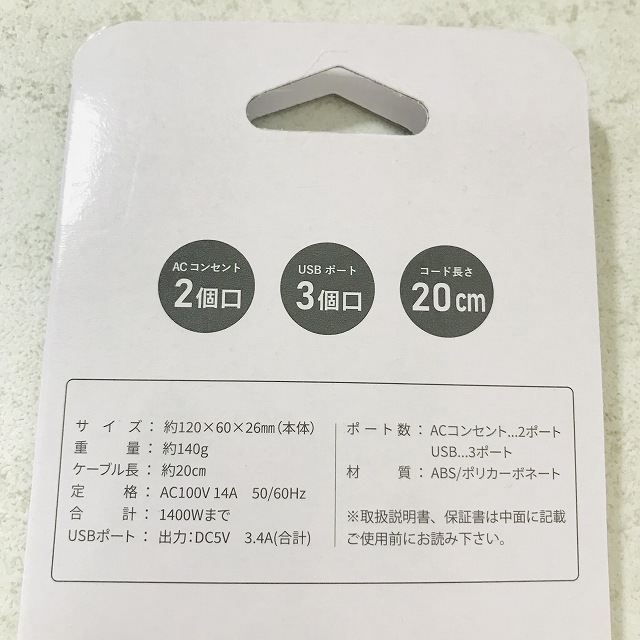 ACコンセント
2個口
USBポート
3個口
コード長さ
20cm
サイズ：約120×60×26mm（本体）
重量：約140g
ケーブル長：約20cm
定格：AC100V 14A 50/60Hz
合計：1400Wまで
USBポート：出力：DC5V 3.4A(合計)
ポート数：ACコンセント...2ポート
USB...3ポート
材質：ABS/ポリカーボネート
※取扱説明書、保証書は中面に記載
ご使用前にお読み下さい。